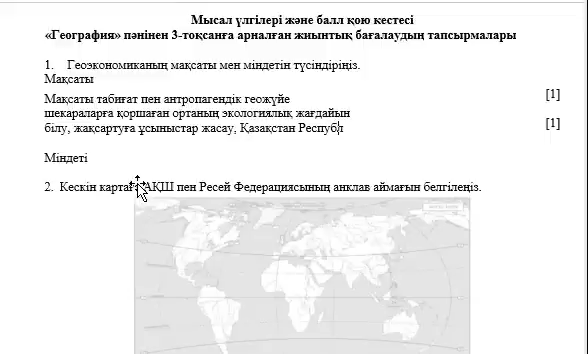 Мысал үлгілері және балл қою кестесі
«География» пәнінен 3-тоқсанға арналған жиынтық бағалаудың тапсырмалары
1. Геоэкономиканың мақсаты мен міндетін түсіндіріңіз.
Мақсаты
Мақсаты табиғат пен антропагендік геожүйе [1]
шекараларға қоршаған ортаның экологиялық жағдайын
білу, жақсартуға ұсыныстар жасау, Қазақстан Республ [1]
Міндеті
2. Кескін картаға АҚШ пен Ресей Федерациясының анклав аймағын белгілеңіз.